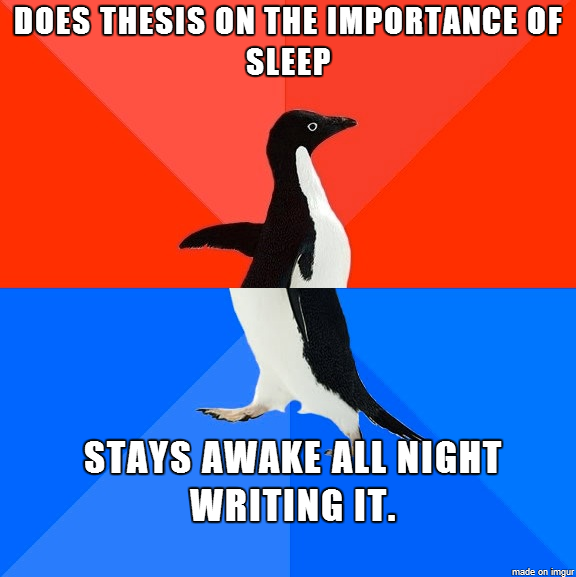 DOES THESIS ON THE IMPORTANCE OF
SLEEP
STAYS AWAKE ALL NIGHT
WRITING IT.
made on imgur